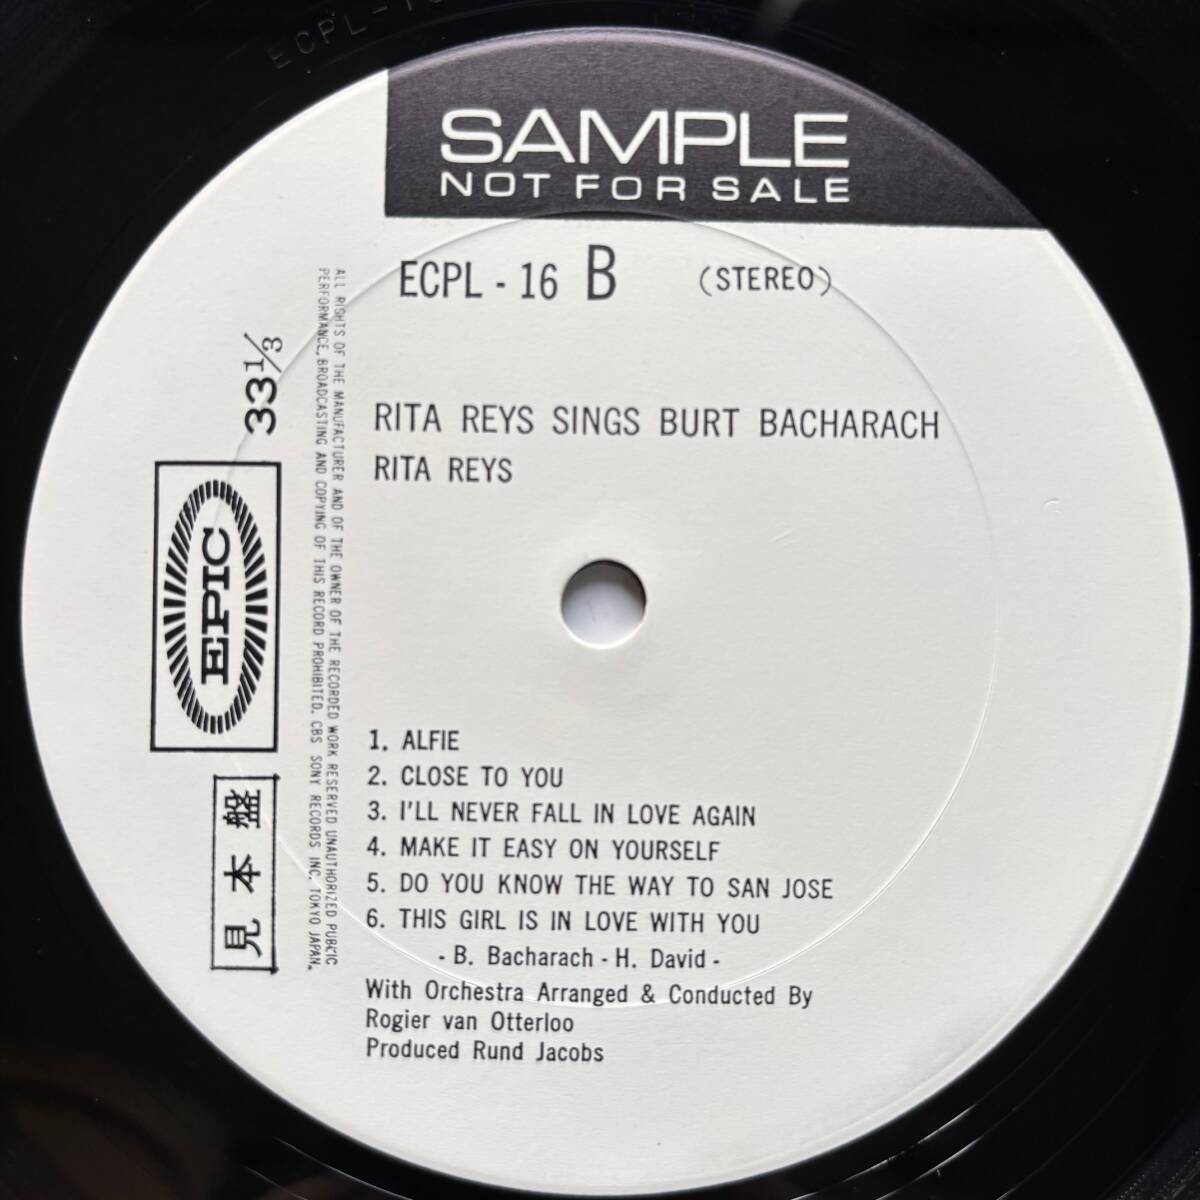 ECPL-16
SAMPLE
NOT FOR SALE
ECPL - 16 B (STEREO)
RITA REYS SINGS BURT BACHARACH
RITA REYS
33 1/3
EPIC
見本盤
ALL RIGHTS OF THE MANUFACTURER AND OF THE OWNER OF THE RECORDED WORK RESERVED UNAUTHORIZED PUBLIC
PERFORMANCE, BROADCASTING AND COPYING OF THIS RECORD PROHIBITED. CBS SONY RECORDS INC. TOKYO JAPAN.
1. ALFIE
2. CLOSE TO YOU
3. I'LL NEVER FALL IN LOVE AGAIN
4. MAKE IT EASY ON YOURSELF
5. DO YOU KNOW THE WAY TO SAN JOSE
6. THIS GIRL IS IN LOVE WITH YOU
- B. Bacharach - H. David -
With Orchestra Arranged & Conducted By
Rogier van Otterloo
Produced Rund Jacobs